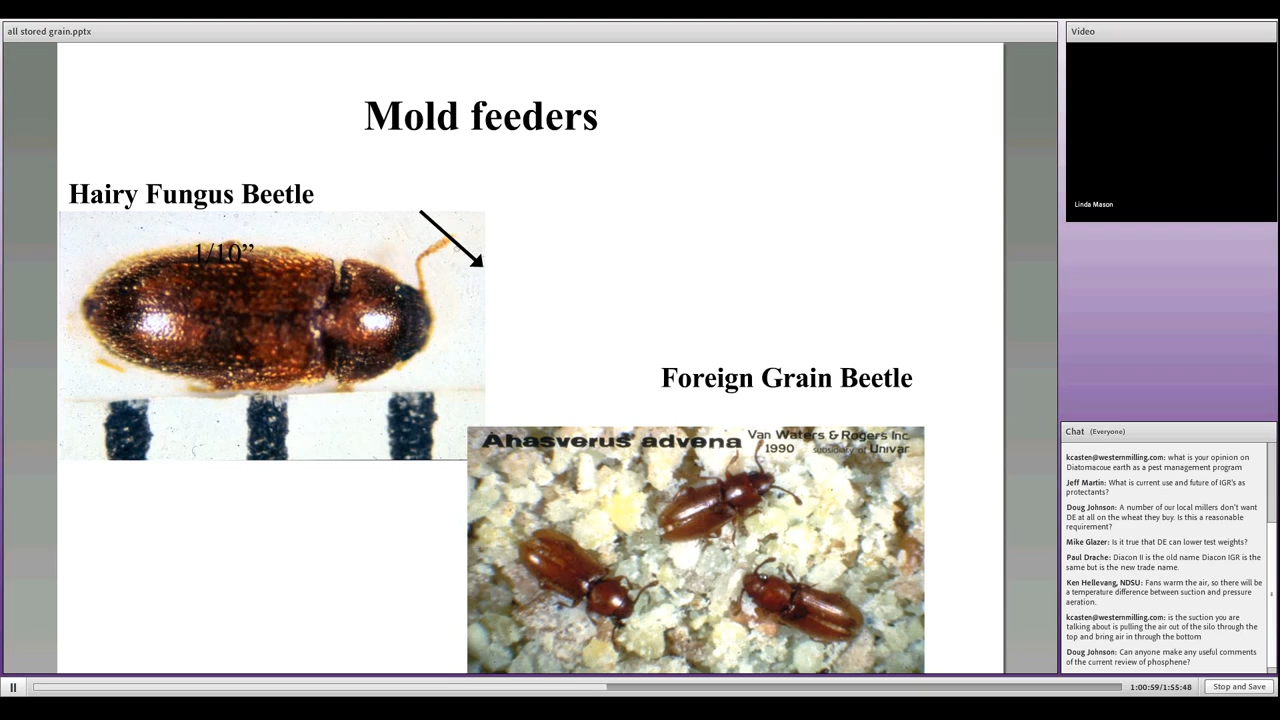 all stored grain.pptx
Mold feeders
Hairy Fungus Beetle
1/10”
Foreign Grain Beetle
Ahasverus advena
Van Waters & Rogers Inc.
1990
subsidiary of Univar
Video
Linda Mason
Chat (Everyone)
kcasten@westernmilling.com: what is your opinion on
Diatomacoue earth as a pest management program
Jeff Martin: What is current use and future of IGR's as
protectants?
Doug Johnson: A number of our local millers don't want
DE at all on the wheat they buy. Is this a reasonable
requirement?
Mike Glazer: Is it true that DE can lower test weights?
Paul Drache: Diacon II is the old name Diacon IGR is the
same but is the new trade name.
Ken Hellevang, NDSU: Fans warm the air, so there will be
a temperature difference between suction and pressure
aeration.
kcasten@westernmilling.com: is the suction you are
talking about is pulling the air out of the silo through the
top and bring air in through the bottom
Doug Johnson: Can anyone make any useful comments
of the current review of phosphene?
1:00:59/1:55:48
Stop and Save